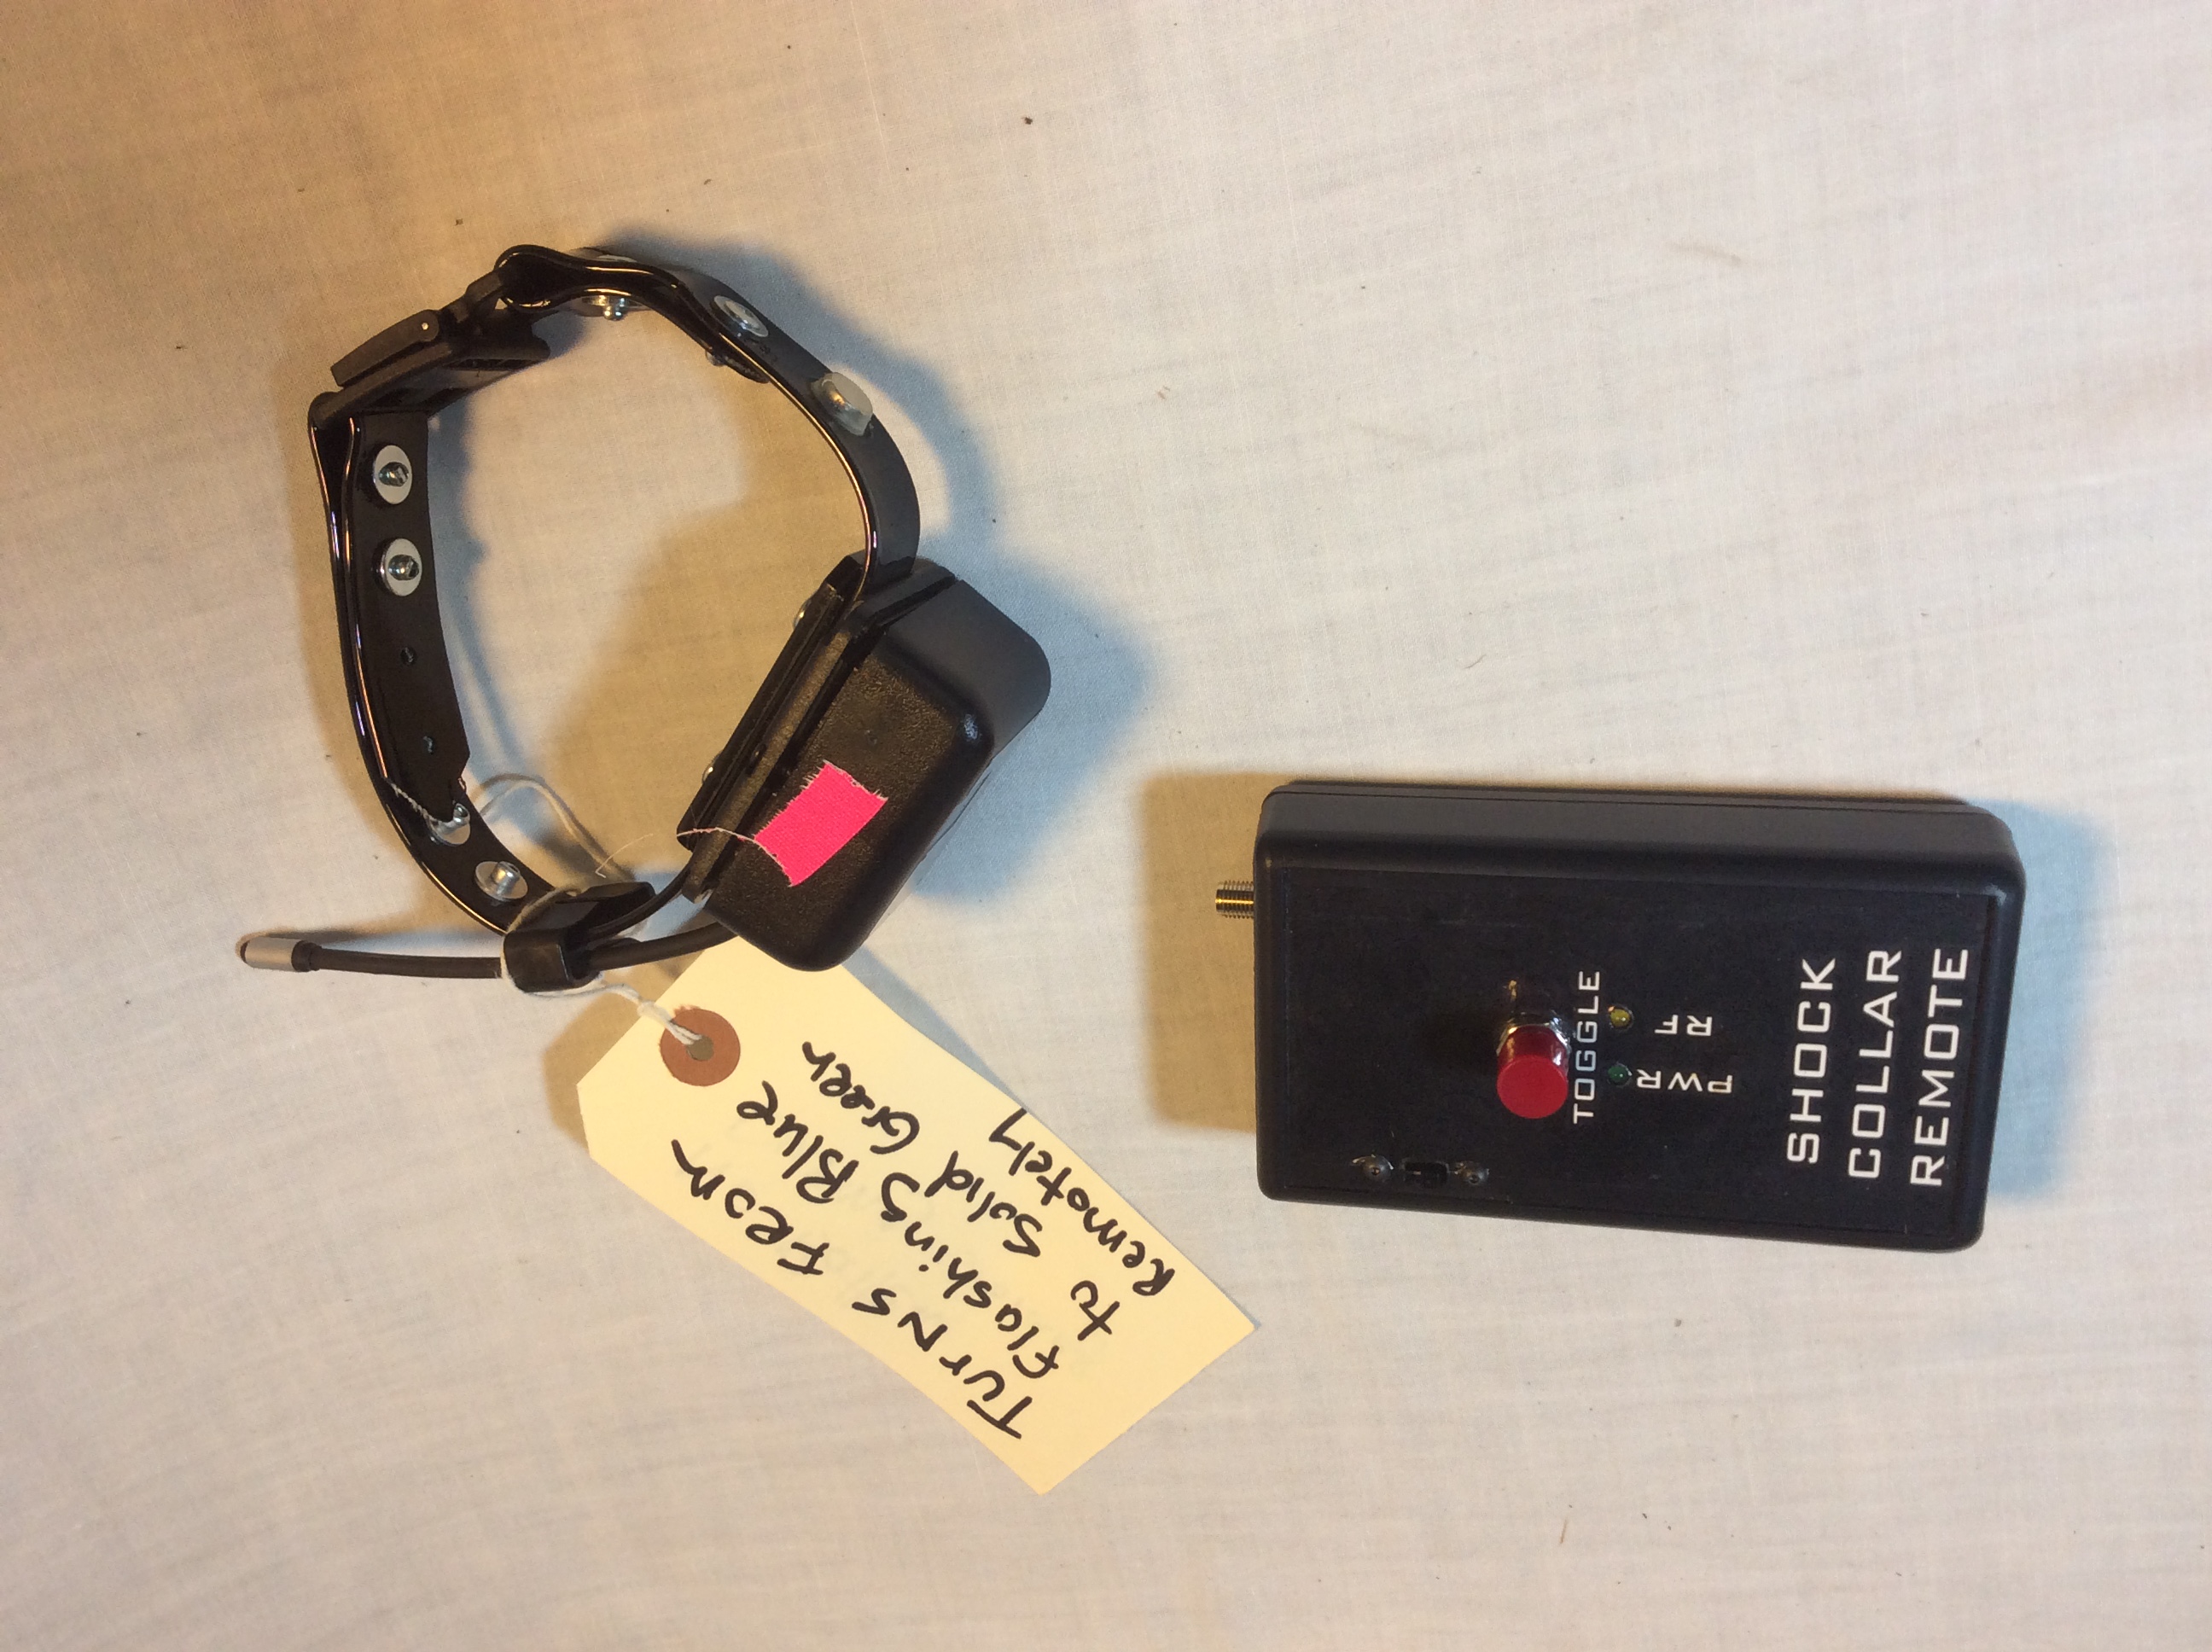 Turns From
Flashing Blue
to Solid Green
Remotely
TOGGLE
PWR
RF
SHOCK
COLLAR
REMOTE